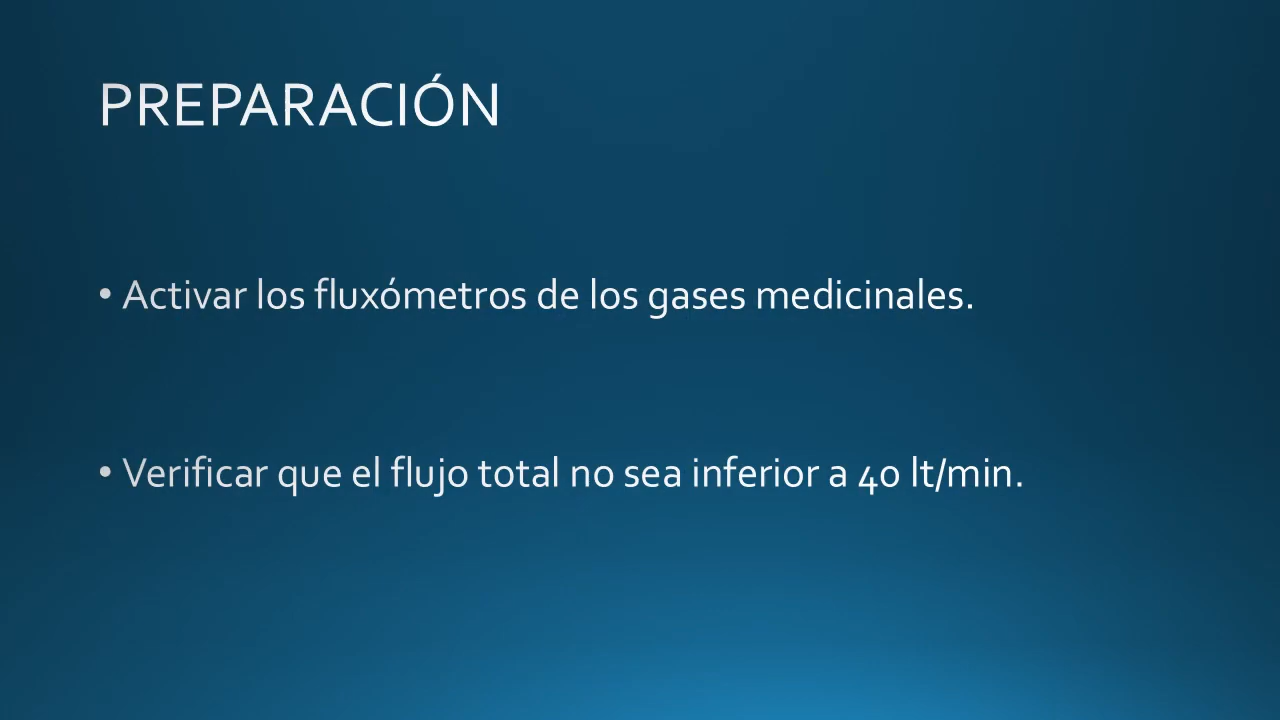 PREPARACIÓN
• Activar los fluxómetros de los gases medicinales.
• Verificar que el flujo total no sea inferior a 40 lt/min.